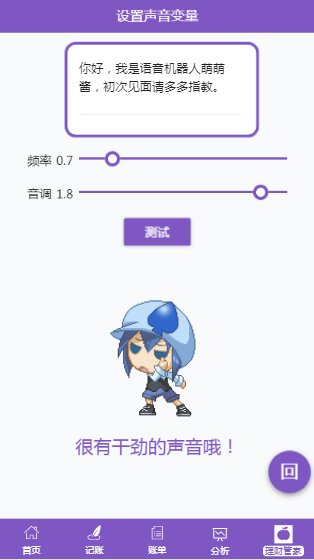 设置声音变量
你好，我是语音机器人萌萌
酱，初次见面请多多指教。
频率 0.7
音调 1.8
测试
很有干劲的声音哦！
回
首页 记账 账单 分析 理财管家